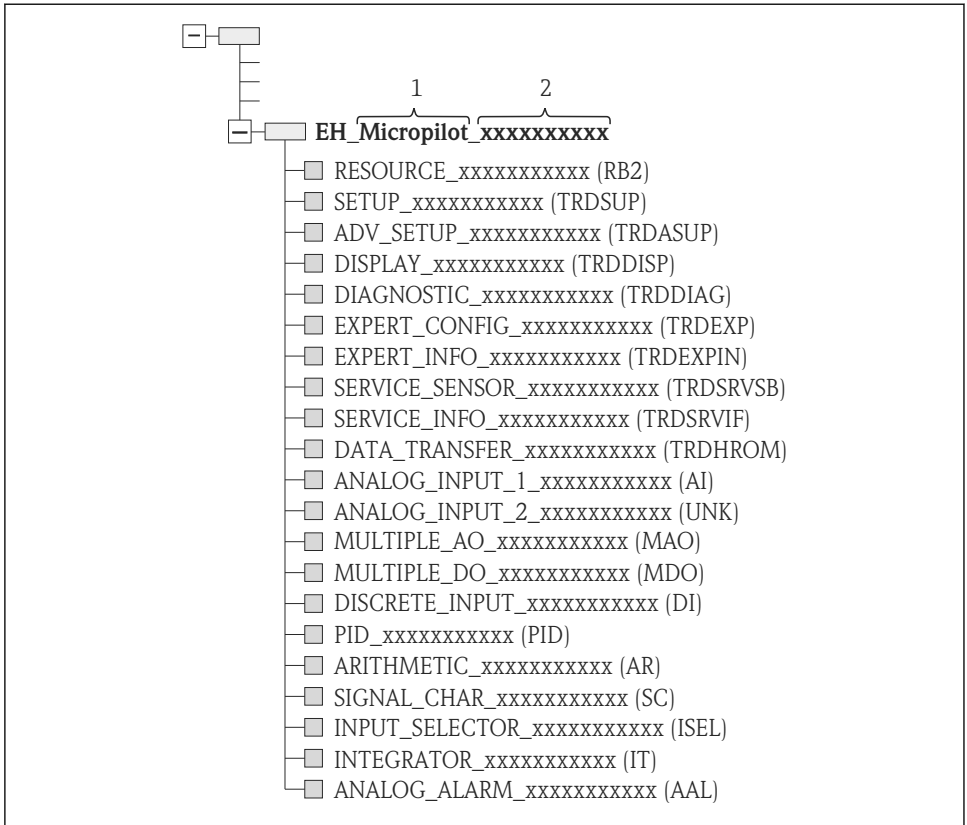 1 2
EH_Micropilot_xxxxxxxxxx
RESOURCE_xxxxxxxxxxx (RB2)
SETUP_xxxxxxxxxxx (TRDSUP)
ADV_SETUP_xxxxxxxxxxx (TRDASUP)
DISPLAY_xxxxxxxxxxx (TRDDISP)
DIAGNOSTIC_xxxxxxxxxxx (TRDDIAG)
EXPERT_CONFIG_xxxxxxxxxxx (TRDEXP)
EXPERT_INFO_xxxxxxxxxxx (TRDEXPIN)
SERVICE_SENSOR_xxxxxxxxxxx (TRDSRVSB)
SERVICE_INFO_xxxxxxxxxxx (TRDSRVIF)
DATA_TRANSFER_xxxxxxxxxxx (TRDHROM)
ANALOG_INPUT_1_xxxxxxxxxxx (AI)
ANALOG_INPUT_2_xxxxxxxxxxx (UNK)
MULTIPLE_AO_xxxxxxxxxxx (MAO)
MULTIPLE_DO_xxxxxxxxxxx (MDO)
DISCRETE_INPUT_xxxxxxxxxxx (DI)
PID_xxxxxxxxxxx (PID)
ARITHMETIC_xxxxxxxxxxx (AR)
SIGNAL_CHAR_xxxxxxxxxxx (SC)
INPUT_SELECTOR_xxxxxxxxxxx (ISEL)
INTEGRATOR_xxxxxxxxxxx (IT)
ANALOG_ALARM_xxxxxxxxxxx (AAL)